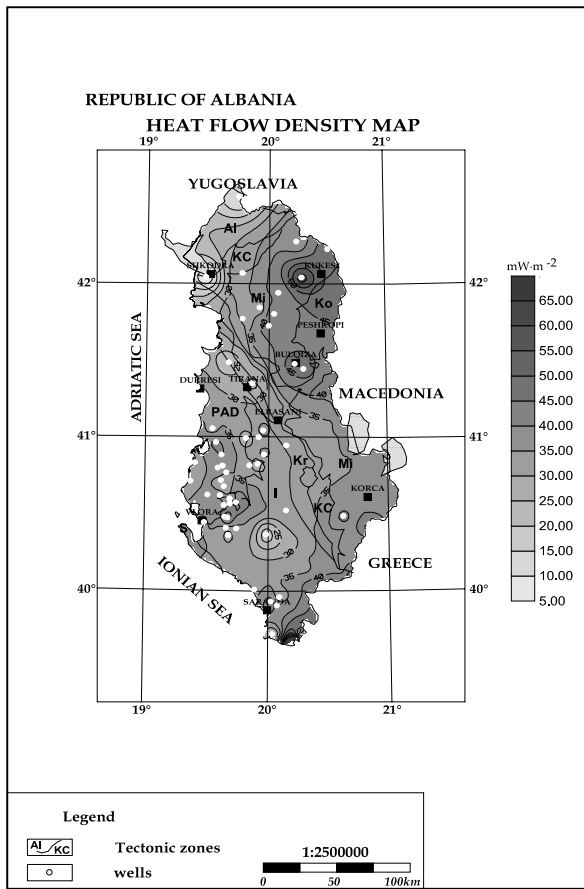 REPUBLIC OF ALBANIA
HEAT FLOW DENSITY MAP
19° 20° 21°
YUGOSLAVIA
Al
KC
SHKODRA
KUKESI
42° 42°
Mi
Ko
PESHKOPI
BULQIZA
ADRIATIC SEA
DURRESI
TIRANA
MACEDONIA
PAD
ELBASANI
41° 41°
Kr
Mi
I
KC
KORCA
VLORA
S
GREECE
IONIAN SEA
40° 40°
SARANDA
19° 20° 21°
mW·m⁻²
65.00
60.00
55.00
50.00
45.00
40.00
35.00
30.00
25.00
20.00
15.00
10.00
5.00
Legend
Al KC Tectonic zones
wells
1:2500000
0 50 100km